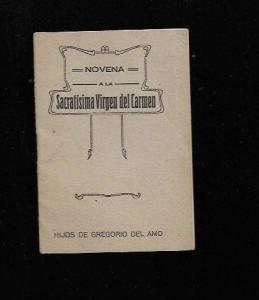 NOVENA
A LA
Sacratísima Virgen del Carmen
HIJOS DE GREGORIO DEL AMO